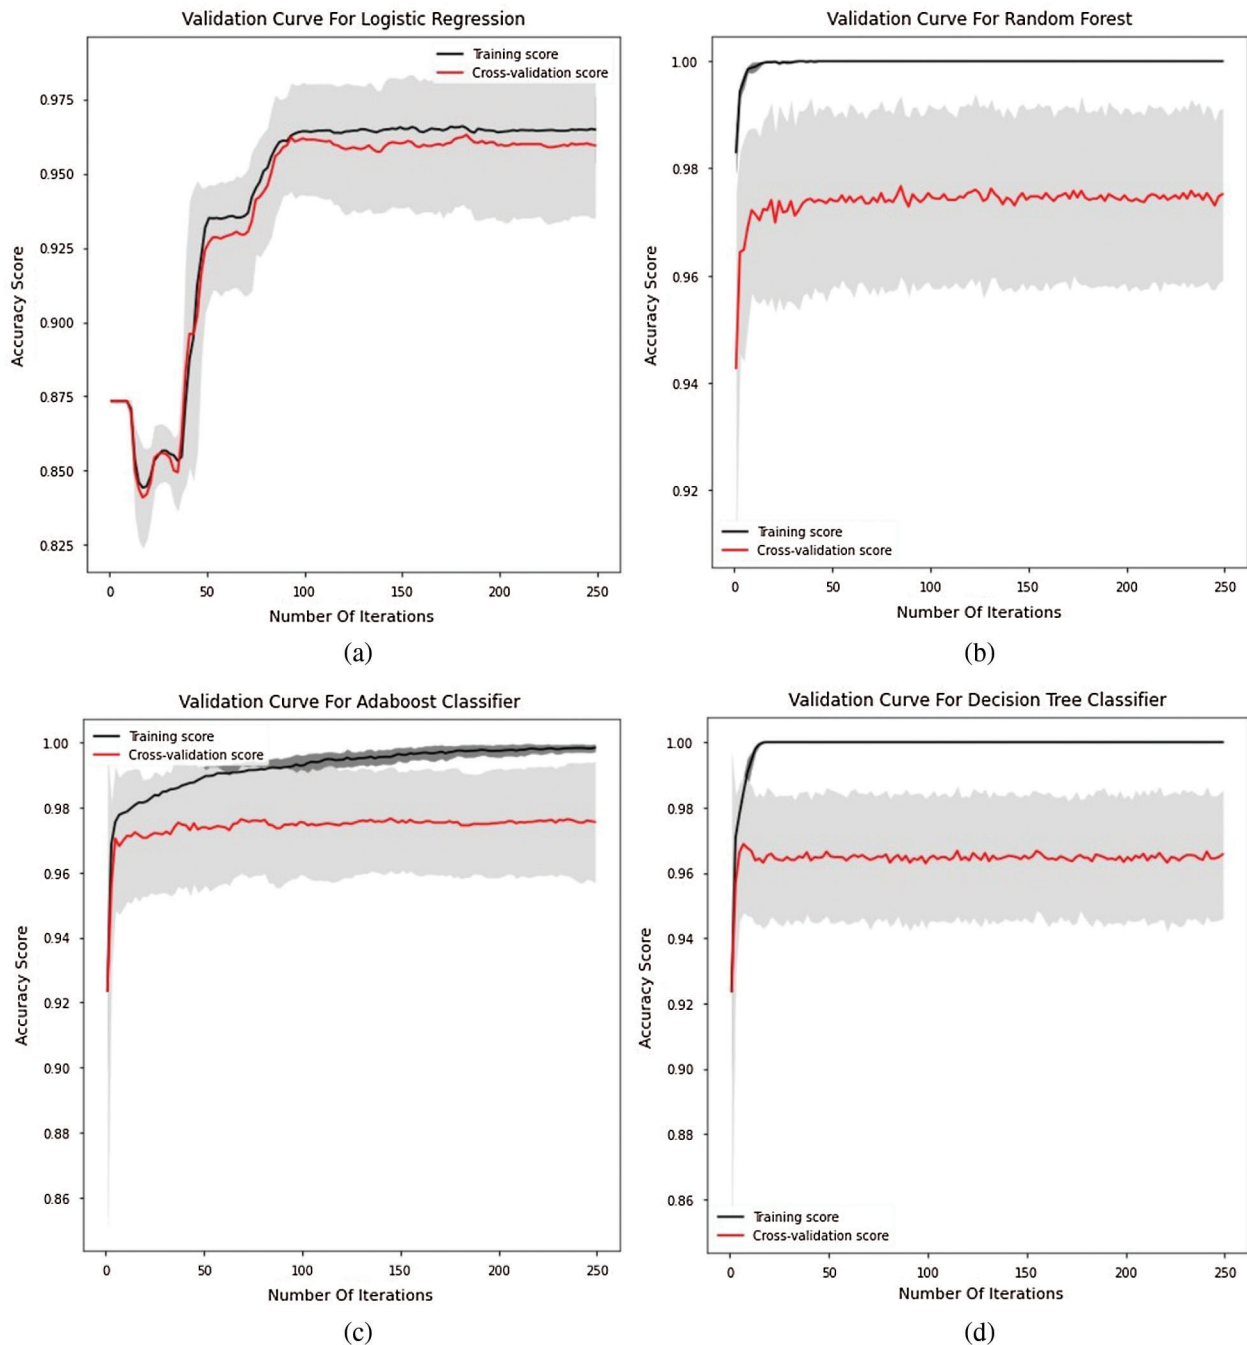 Validation Curve For Logistic Regression
Training score
Cross-validation score
0.975
0.950
0.925
0.900
0.875
0.850
0.825
Accuracy Score
0 50 100 150 200 250
Number Of Iterations
(a)
Validation Curve For Random Forest
1.00
0.98
0.96
0.94
0.92
Accuracy Score
Training score
Cross-validation score
0 50 100 150 200 250
Number Of Iterations
(b)
Validation Curve For Adaboost Classifier
Training score
Cross-validation score
1.00
0.98
0.96
0.94
0.92
0.90
0.88
0.86
Accuracy Score
0 50 100 150 200 250
Number Of Iterations
(c)
Validation Curve For Decision Tree Classifier
1.00
0.98
0.96
0.94
0.92
0.90
0.88
0.86
Accuracy Score
Training score
Cross-validation score
0 50 100 150 200 250
Number Of Iterations
(d)